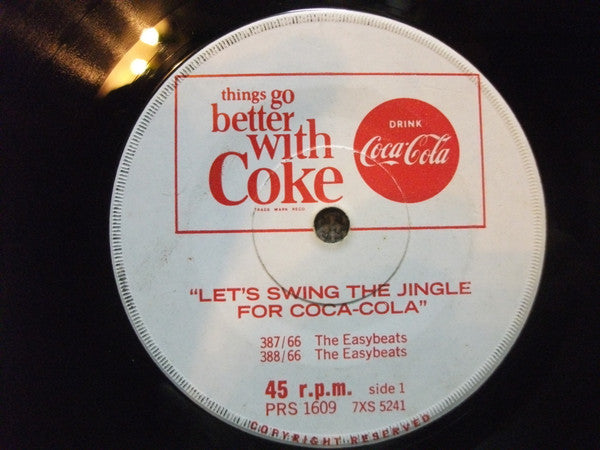 things go
better
with
Coke
TRADE MARK REGD
DRINK
Coca-Cola
"LET'S SWING THE JINGLE
FOR COCA-COLA"
387/66 The Easybeats
388/66 The Easybeats
45 r.p.m. side 1
PRS 1609 7XS 5241
COPYRIGHT RESERVED